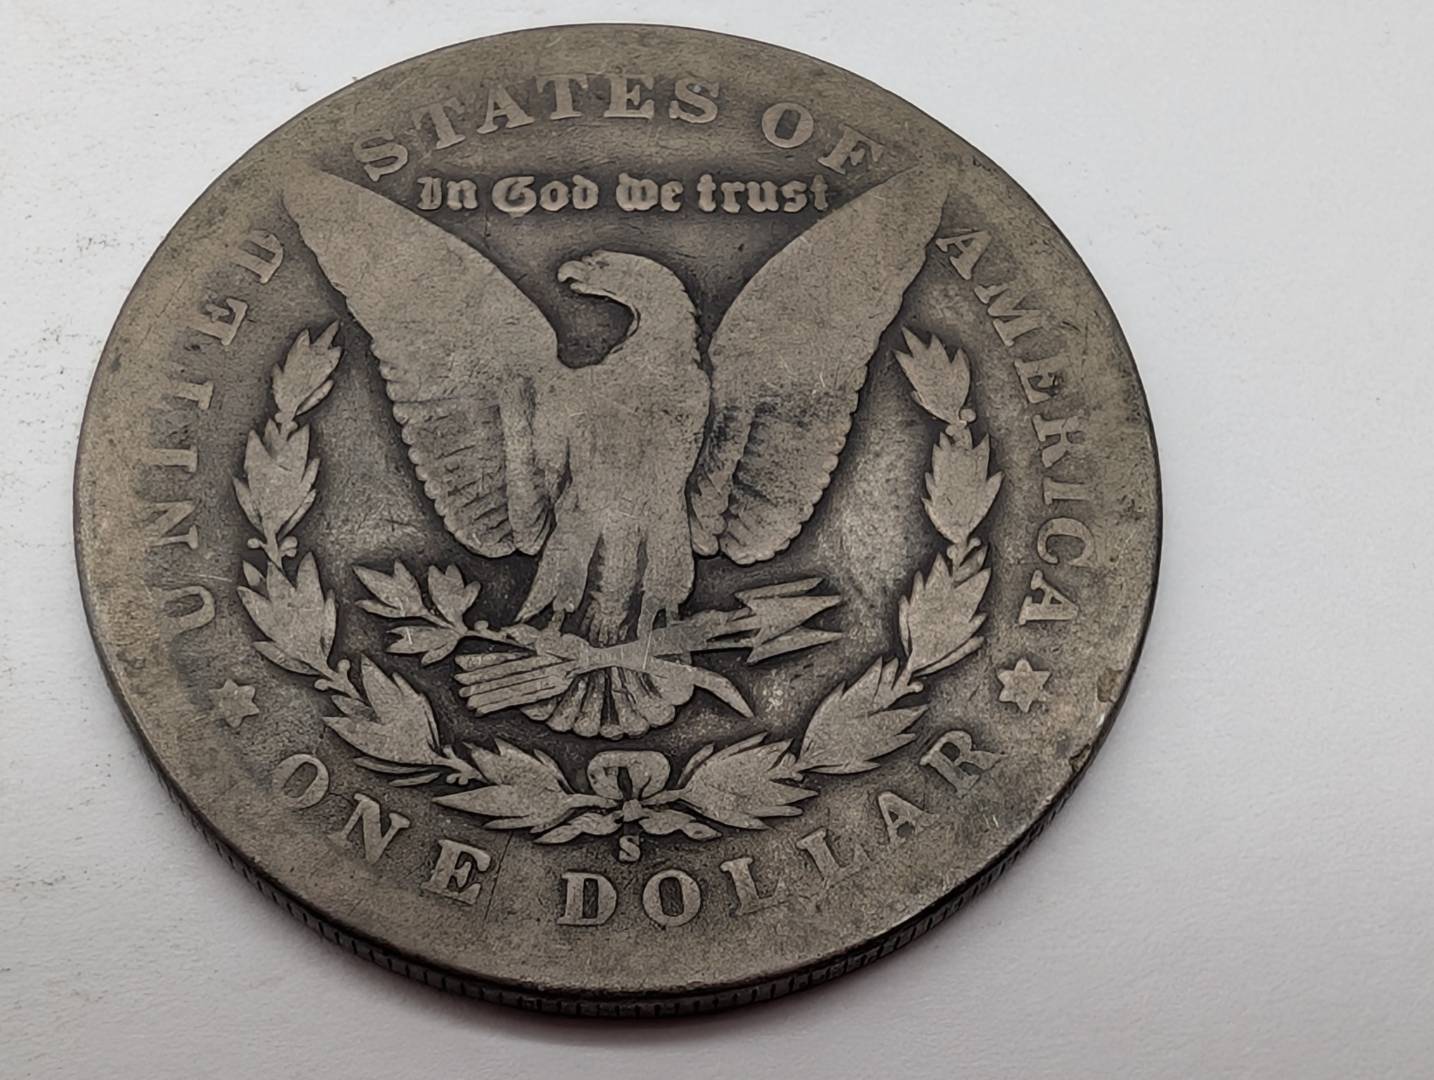 UNITED STATES OF AMERICA
In God we trust
S
ONE DOLLAR